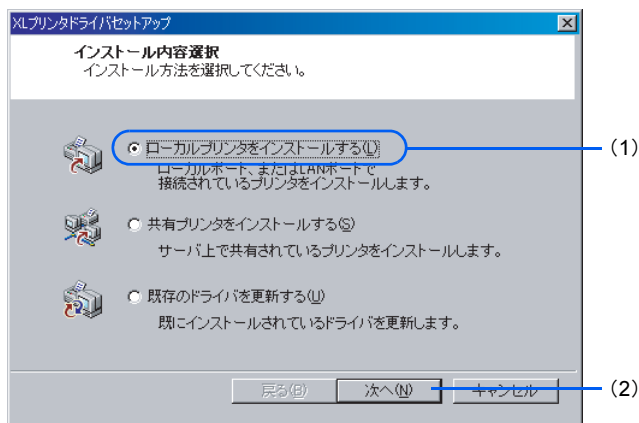 XLプリンタドライバセットアップ
インストール内容選択
インストール方法を選択してください。
ローカルプリンタをインストールする(L)
(1)
ローカルポート、またはLANポートで
接続されているプリンタをインストールします。
共有プリンタをインストールする(S)
サーバ上で共有されているプリンタをインストールします。
既存のドライバを更新する(U)
既にインストールされているドライバを更新します。
戻る(B)
次へ(N)
キャンセル
(2)